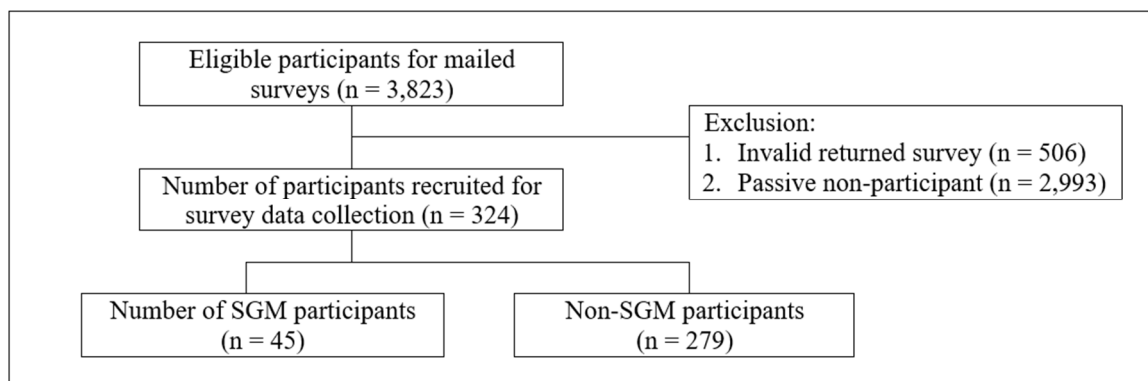 Eligible participants for mailed
surveys (n = 3,823)
Exclusion:
1. Invalid returned survey (n = 506)
2. Passive non-participant (n = 2,993)
Number of participants recruited for
survey data collection (n = 324)
Number of SGM participants
(n = 45)
Non-SGM participants
(n = 279)